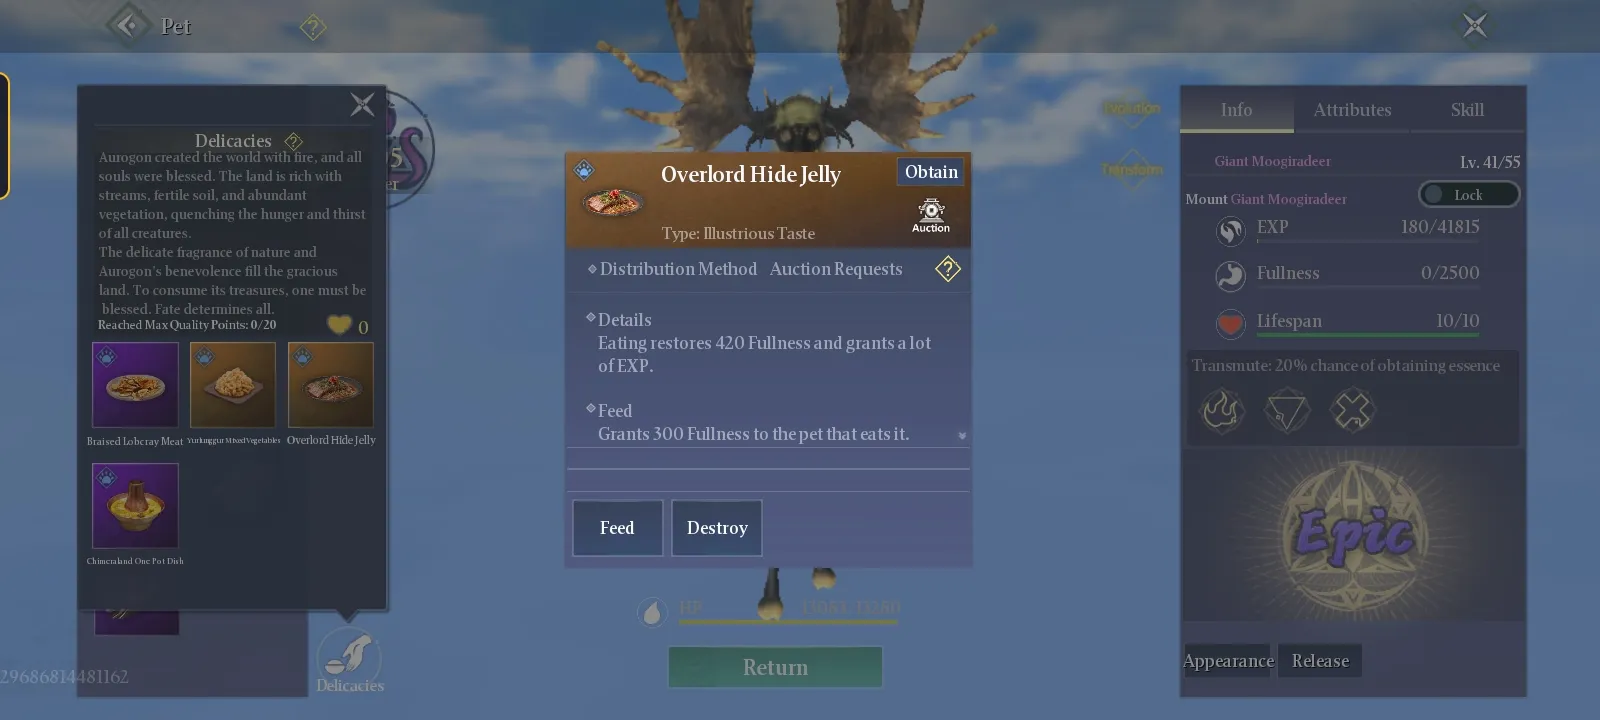 Pet
Delicacies
Aurogon created the world with fire, and all
souls were blessed. The land is rich with
streams, fertile soil, and abundant
vegetation, quenching the hunger and thirst
of all creatures.
The delicate fragrance of nature and
Aurogon's benevolence fill the gracious
land. To consume its treasures, one must be
blessed. Fate determines all.
Reached Max Quality Points: 0/20
0
Braised Lobcray Meat
Yurlunggur Mixed Vegetables
Overlord Hide Jelly
Chimeraland One Pot Dish
Delicacies
29686814481162
Overlord Hide Jelly
Obtain
Auction
Type: Illustrious Taste
Distribution Method Auction Requests
Details
Eating restores 420 Fullness and grants a lot
of EXP.
Feed
Grants 300 Fullness to the pet that eats it.
Feed
Destroy
HP
Return
Evolution
Transform
Info
Attributes
Skill
Giant Moogiradeer
Lv. 41/55
Mount Giant Moogiradeer
Lock
EXP 180/41815
Fullness 0/2500
Lifespan 10/10
Transmute: 20% chance of obtaining essence
Epic
Appearance
Release